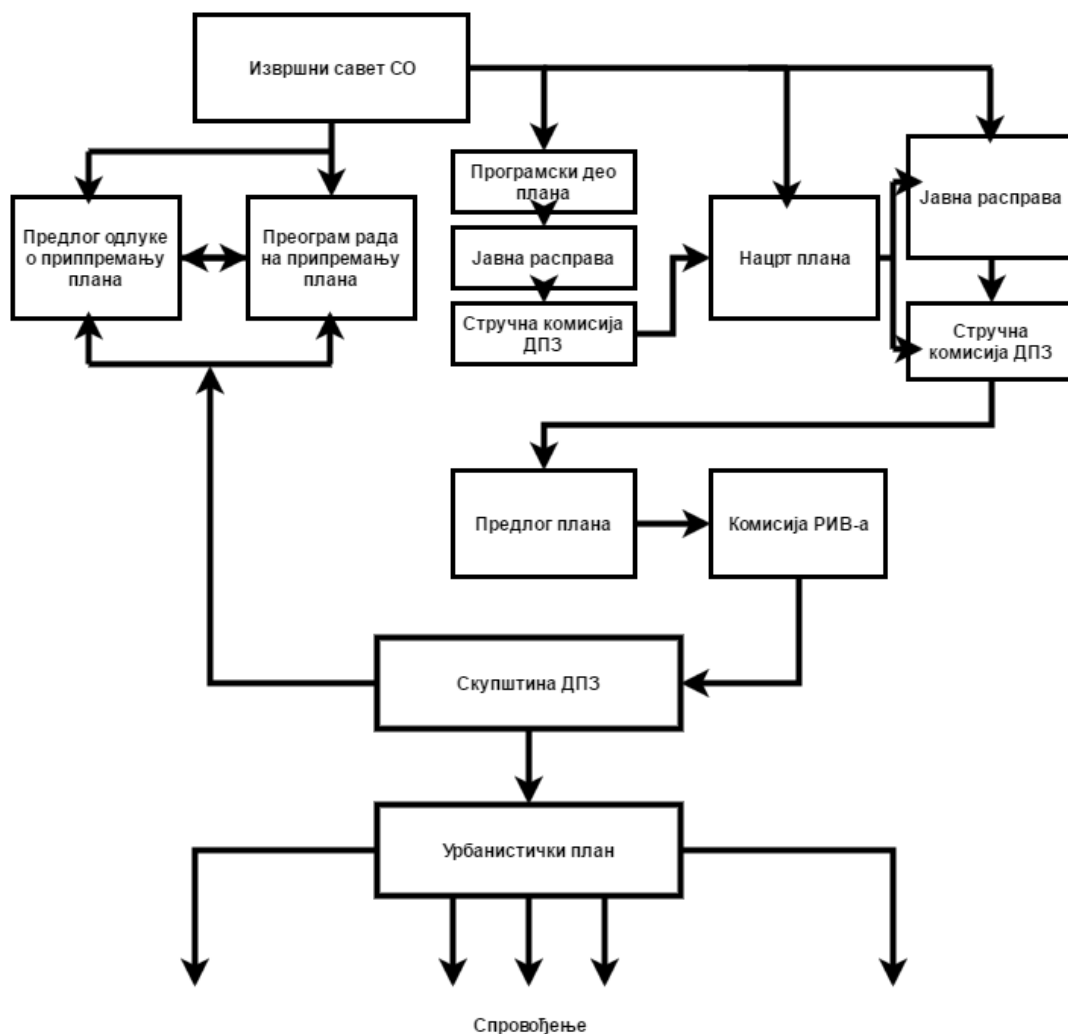 Извршни савет СО
Предлог одлуке
о приппремању
плана
Преограм рада
на припремању
плана
Програмски део
плана
Јавна расправа
Стручна комисија
ДПЗ
Нацрт плана
Јавна расправа
Стручна
комисија ДПЗ
Предлог плана
Комисија РИВ-а
Скупштина ДПЗ
Урбанистички план
Спровођење